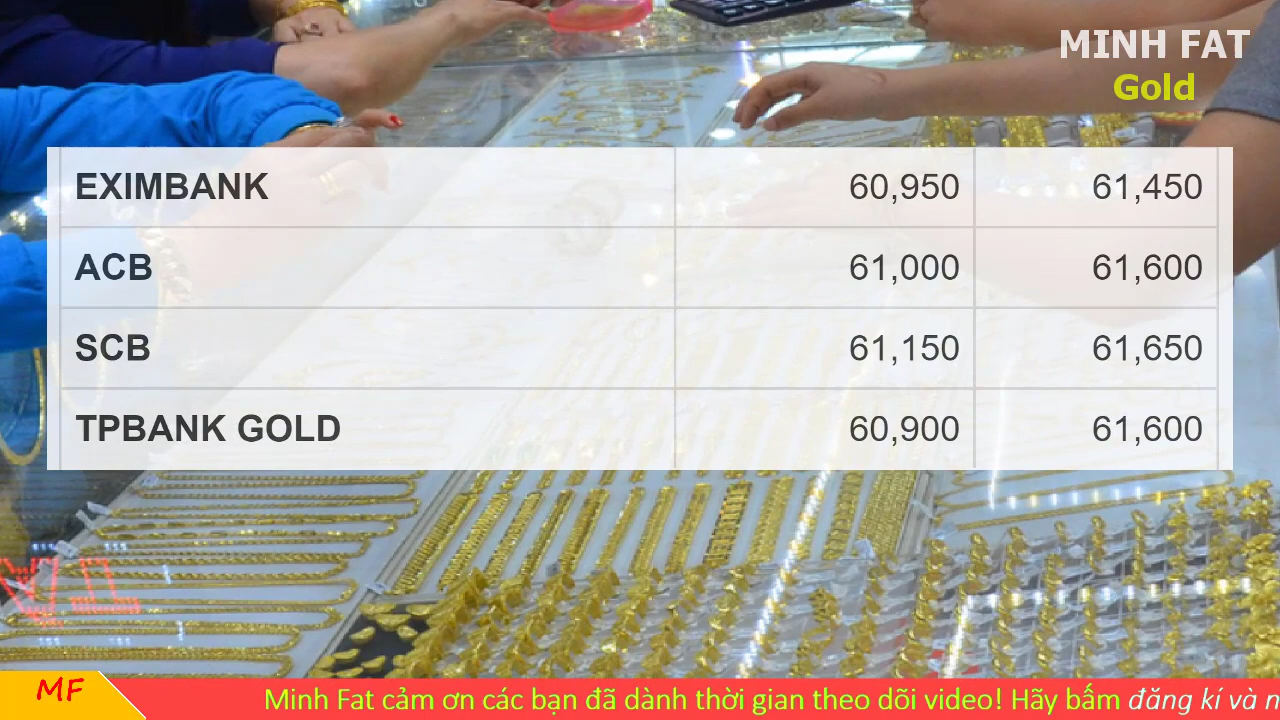 MINH FAT
Gold
EXIMBANK 60,950 61,450
ACB 61,000 61,600
SCB 61,150 61,650
TPBANK GOLD 60,900 61,600
MF Minh Fat cảm ơn các bạn đã dành thời gian theo dõi video! Hãy bấm đăng kí và n